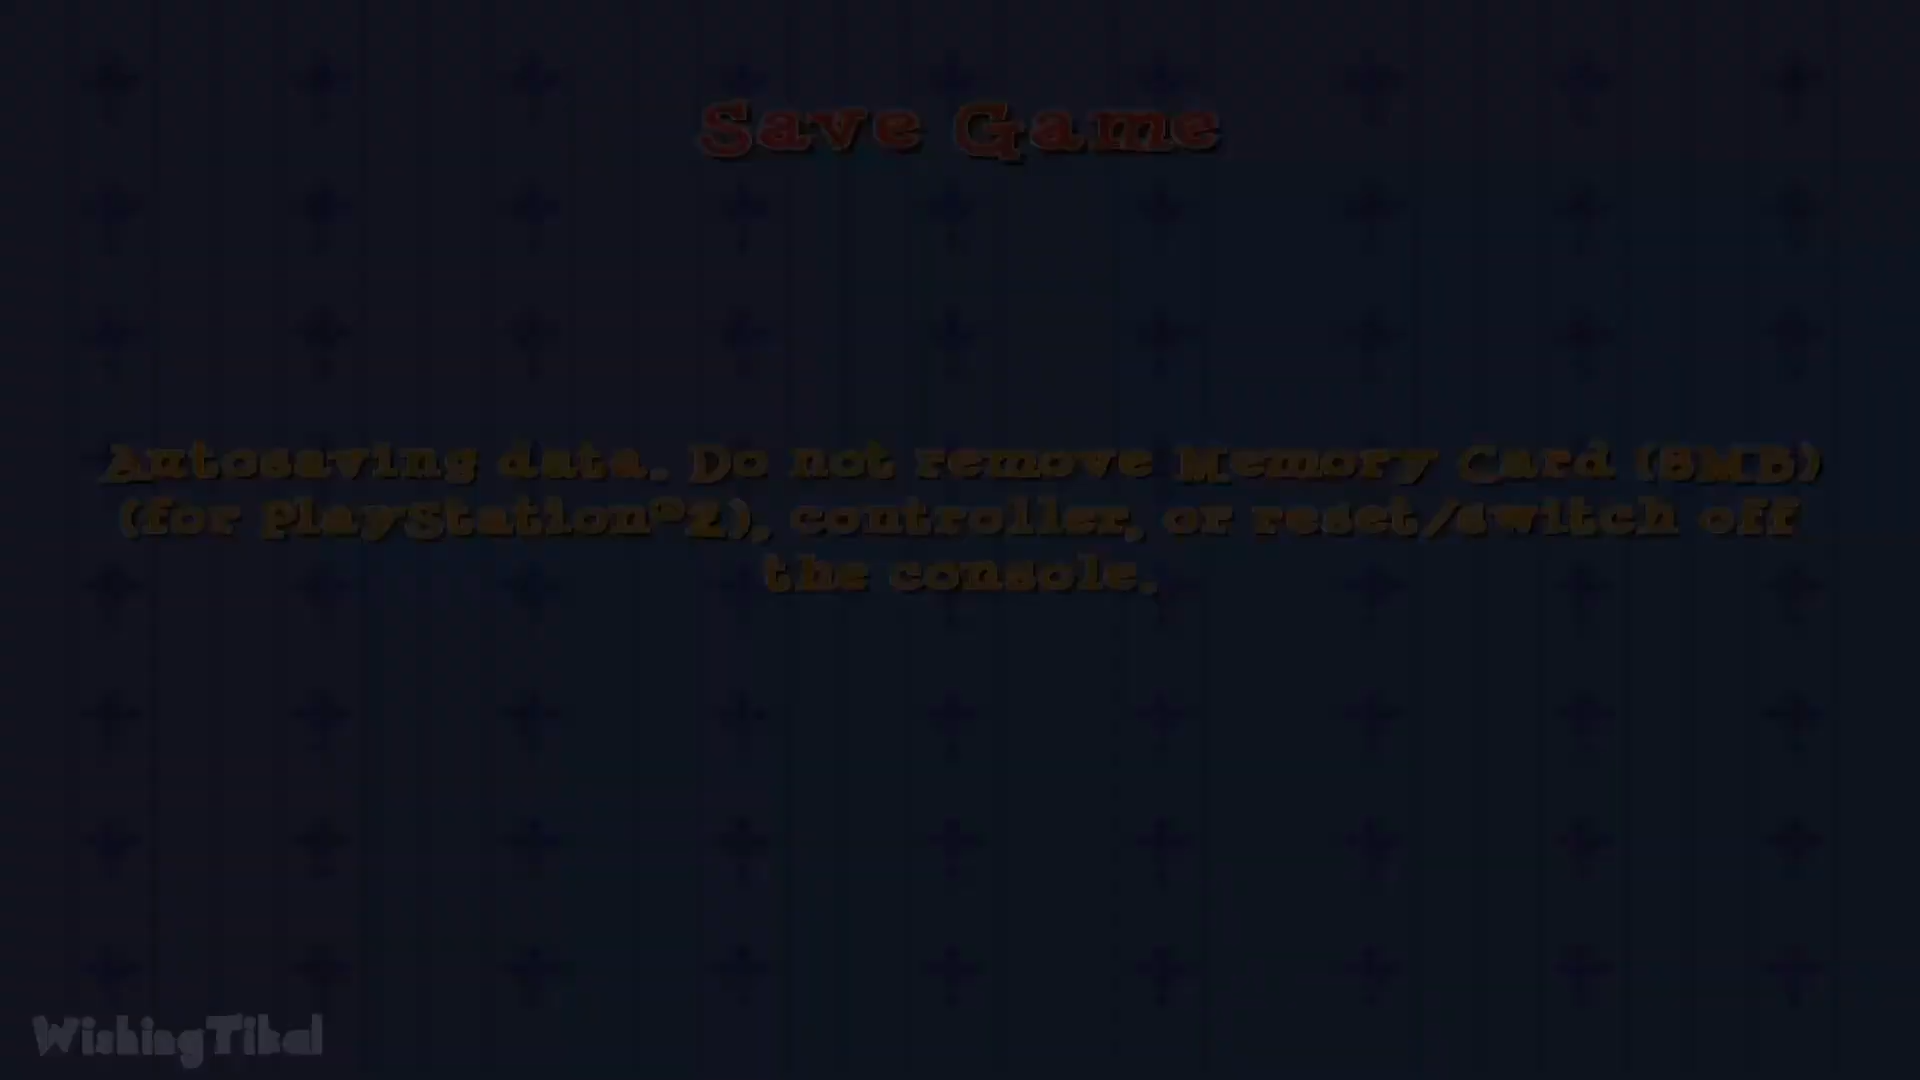 Save Game
Autosaving data. Do not remove Memory Card (8MB)
(for PlayStation®2), controller, or reset/switch off
the console.
WishingTikal